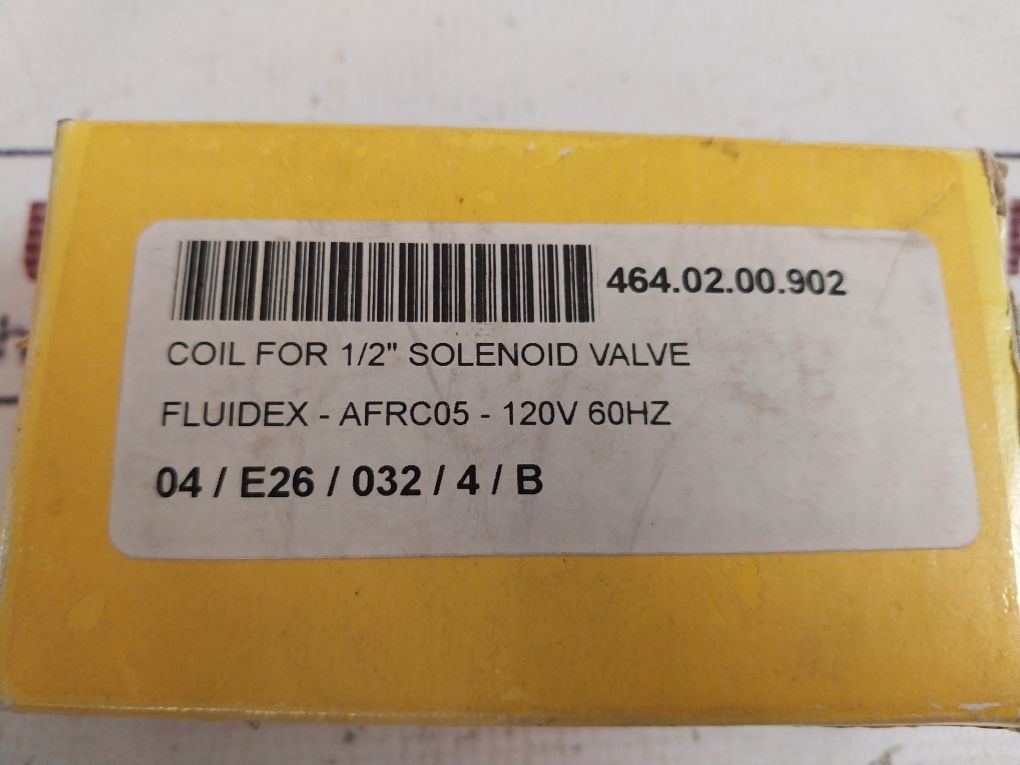 464.02.00.902
COIL FOR 1/2" SOLENOID VALVE
FLUIDEX - AFRC05 - 120V 60HZ
04 / E26 / 032 / 4 / B